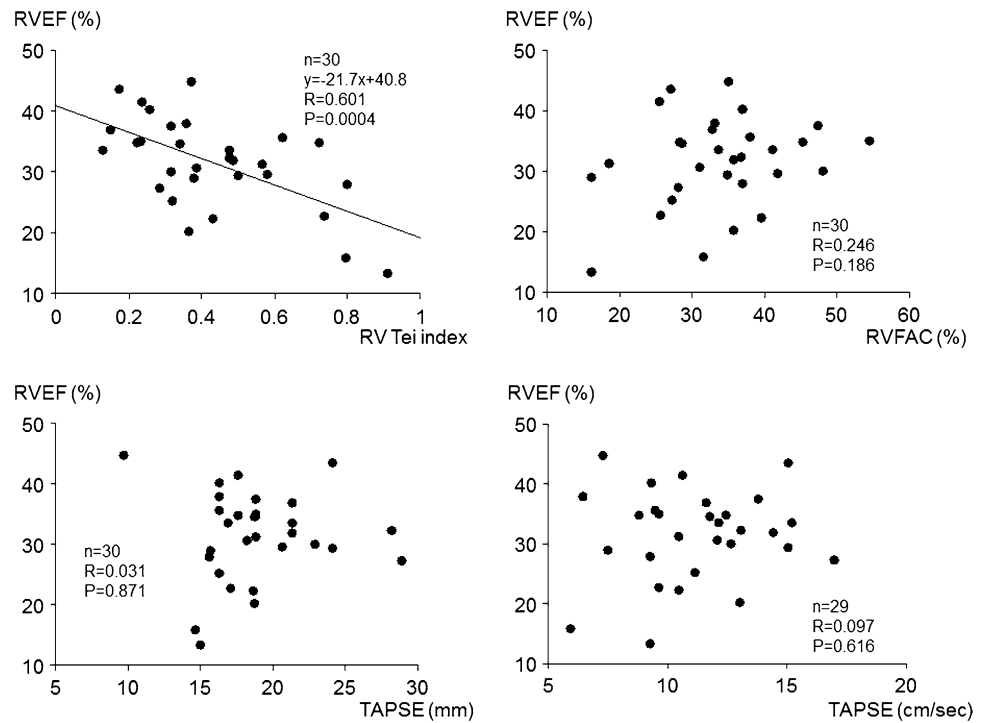 RVEF (%)
50
40
30
20
10
n=30
y=-21.7x+40.8
R=0.601
P=0.0004
0 0.2 0.4 0.6 0.8 1
RV Tei index
RVEF (%)
50
40
30
20
10
n=30
R=0.246
P=0.186
10 20 30 40 50 60
RVFAC (%)
RVEF (%)
50
40
30
20
10
n=30
R=0.031
P=0.871
5 10 15 20 25 30
TAPSE (mm)
RVEF (%)
50
40
30
20
10
n=29
R=0.097
P=0.616
5 10 15 20
TAPSE (cm/sec)